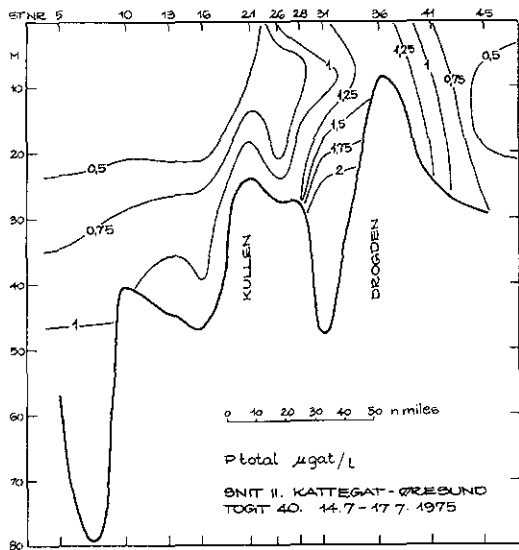 ST NR. 5 10 13 16 21 26 28 31 36 41 45
M
10
20
30
40
50
60
70
80
0,5
0,75
1
1
1,25
1,5
1,75
2
1,25
1
0,75
0,5
KULLEN
DROGDEN
0 10 20 30 40 50 n miles
P total µgat/L
SNIT II. KATTEGAT - ØRESUND
TOGT 40. 14.7 - 17 7. 1975